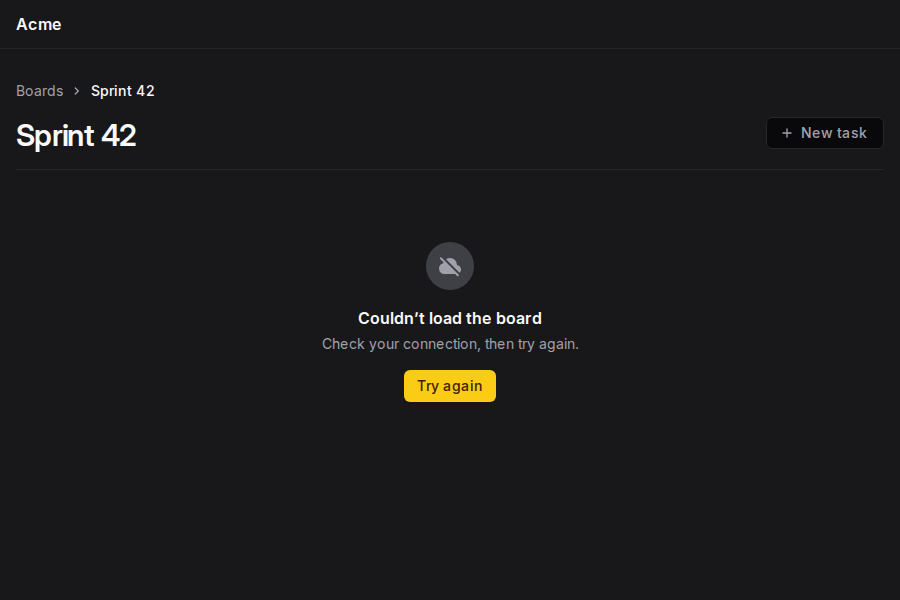 Acme
Boards
Sprint 42
Sprint 42
New task
Couldn’t load the board
Check your connection, then try again.
Try again